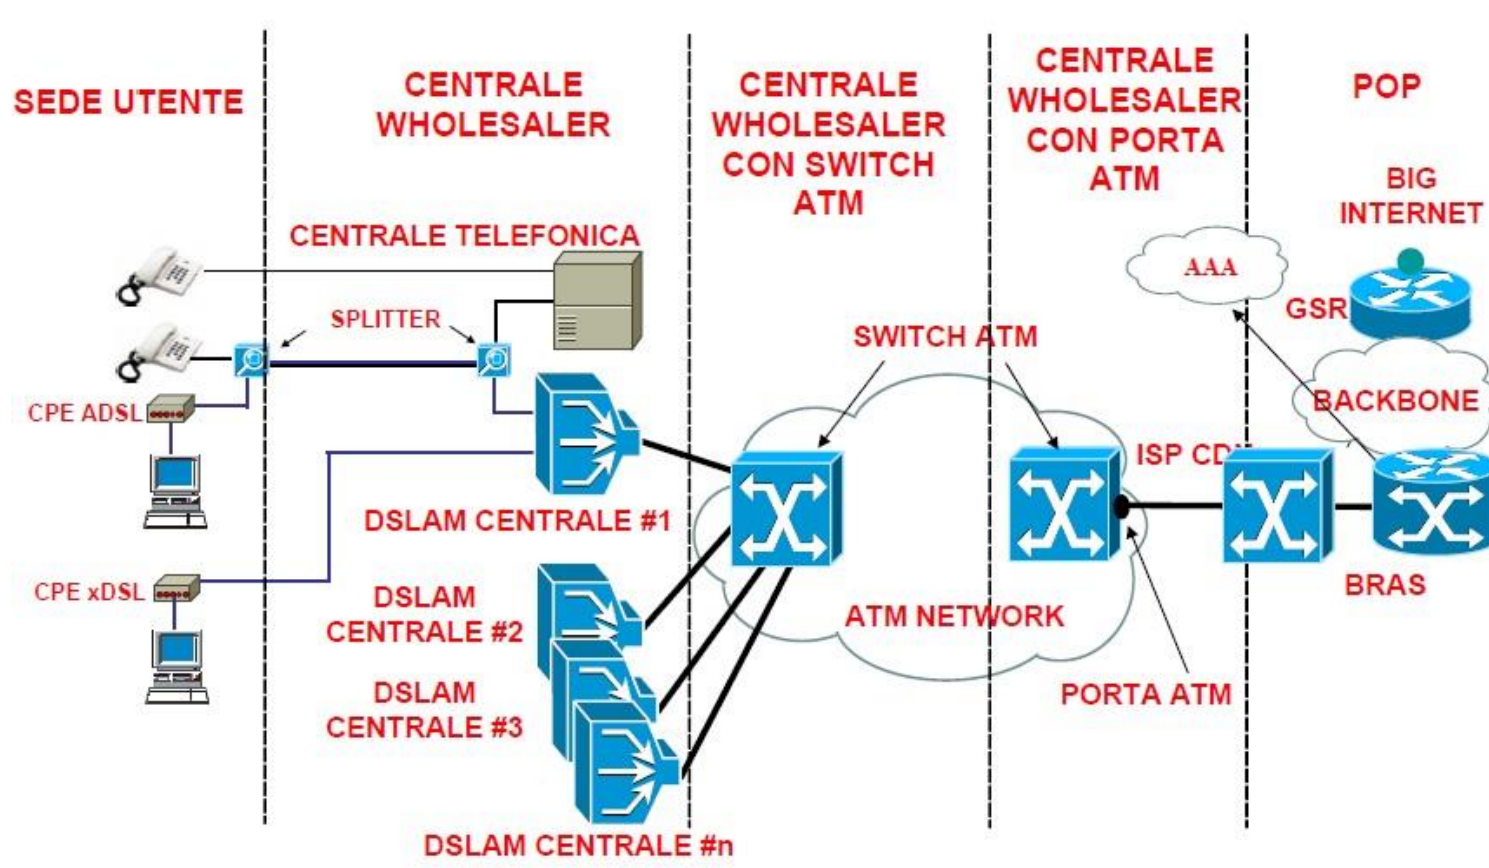 SEDE UTENTE
CENTRALE
WHOLESALER
CENTRALE
WHOLESALER
CON SWITCH
ATM
CENTRALE
WHOLESALER
CON PORTA
ATM
POP
BIG
INTERNET
CENTRALE TELEFONICA
AAA
GSR
SPLITTER
SWITCH ATM
BACKBONE
CPE ADSL
ISP
DSLAM CENTRALE #1
CPE xDSL
DSLAM
CENTRALE #2
BRAS
ATM NETWORK
DSLAM
CENTRALE #3
PORTA ATM
DSLAM CENTRALE #n